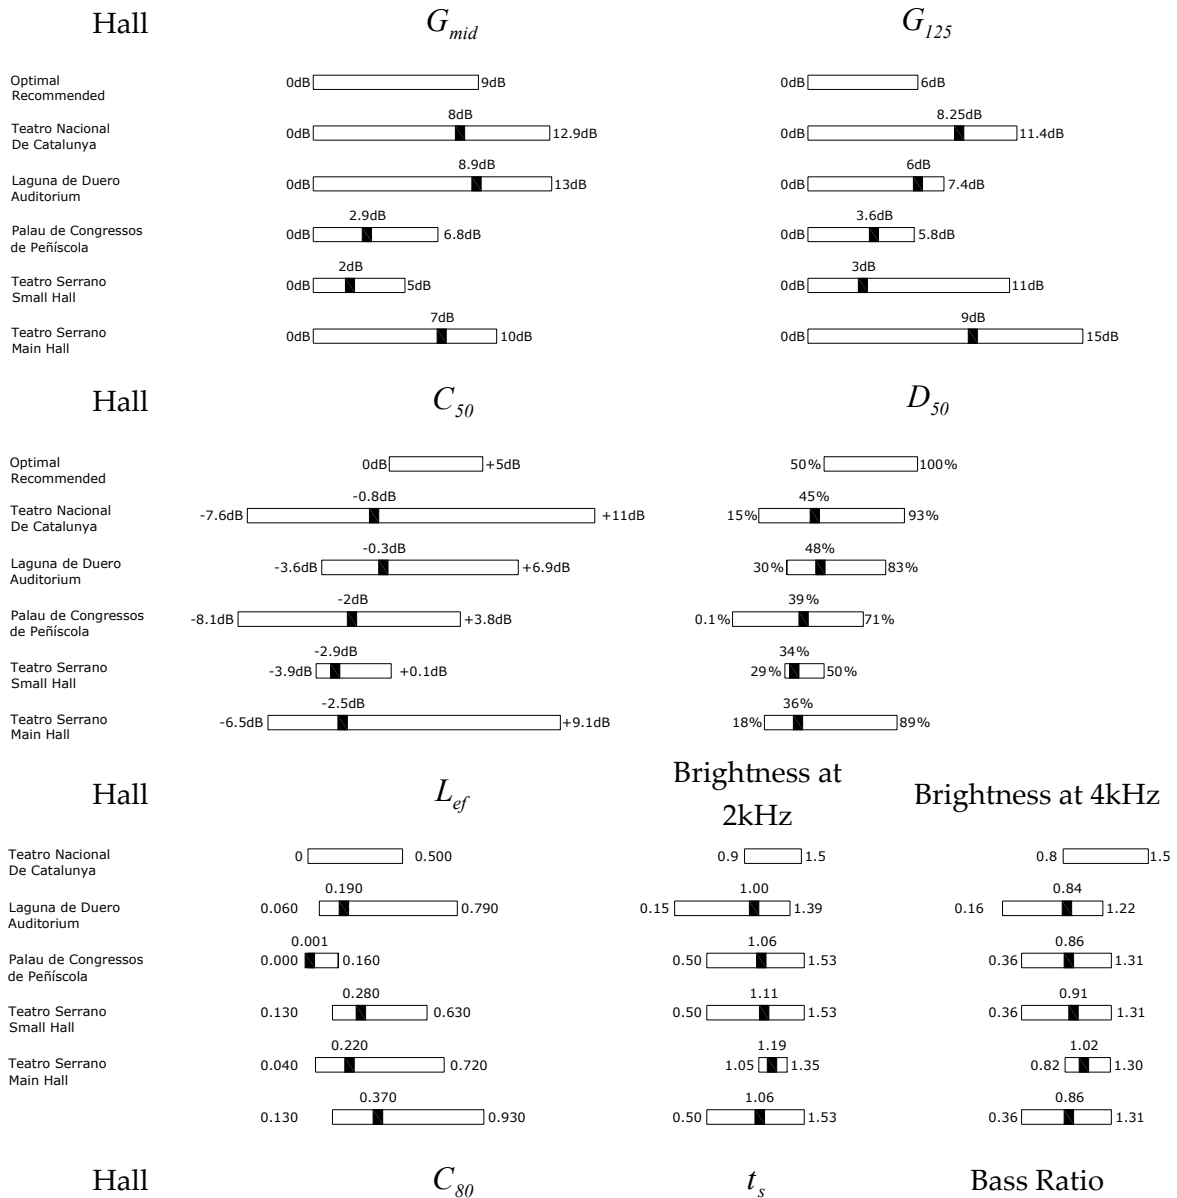 Hall G_mid G_125
Optimal
Recommended
0dB 9dB 0dB 6dB
Teatro Nacional
De Catalunya
8dB 8.25dB
0dB 12.9dB 0dB 11.4dB
Laguna de Duero
Auditorium
8.9dB 6dB
0dB 13dB 0dB 7.4dB
Palau de Congressos
de Peñíscola
2.9dB 3.6dB
0dB 6.8dB 0dB 5.8dB
Teatro Serrano
Small Hall
2dB 3dB
0dB 5dB 0dB 11dB
Teatro Serrano
Main Hall
7dB 9dB
0dB 10dB 0dB 15dB
Hall C_50 D_50
Optimal
Recommended
0dB +5dB 50% 100%
Teatro Nacional
De Catalunya
-0.8dB 45%
-7.6dB +11dB 15% 93%
Laguna de Duero
Auditorium
-0.3dB 48%
-3.6dB +6.9dB 30% 83%
Palau de Congressos
de Peñíscola
-2dB 39%
-8.1dB +3.8dB 0.1% 71%
Teatro Serrano
Small Hall
-2.9dB 34%
-3.9dB +0.1dB 29% 50%
Teatro Serrano
Main Hall
-2.5dB 36%
-6.5dB +9.1dB 18% 89%
Hall L_ef Brightness at
2kHz Brightness at 4kHz
Teatro Nacional
De Catalunya
0 0.500 0.9 1.5 0.8 1.5
Laguna de Duero
Auditorium
0.190 1.00 0.84
0.060 0.790 0.15 1.39 0.16 1.22
Palau de Congressos
de Peñíscola
0.001 1.06 0.86
0.000 0.160 0.50 1.53 0.36 1.31
Teatro Serrano
Small Hall
0.280 1.11 0.91
0.130 0.630 0.50 1.53 0.36 1.31
Teatro Serrano
Main Hall
0.220 1.19 1.02
0.040 0.720 1.05 1.35 0.82 1.30
0.370 1.06 0.86
0.130 0.930 0.50 1.53 0.36 1.31
Hall C_80 t_s Bass Ratio